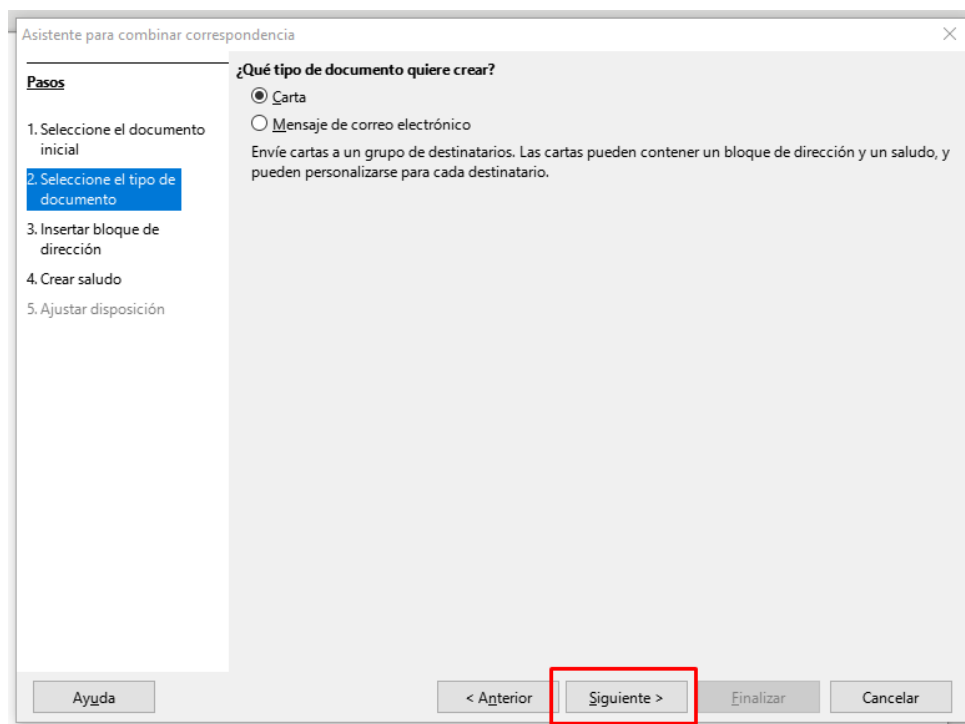 Asistente para combinar correspondencia
Pasos
1. Seleccione el documento
inicial
2. Seleccione el tipo de
documento
3. Insertar bloque de
dirección
4. Crear saludo
5. Ajustar disposición
¿Qué tipo de documento quiere crear?
Carta
Mensaje de correo electrónico
Envíe cartas a un grupo de destinatarios. Las cartas pueden contener un bloque de dirección y un saludo, y
pueden personalizarse para cada destinatario.
Ayuda
< Anterior
Siguiente >
Finalizar
Cancelar